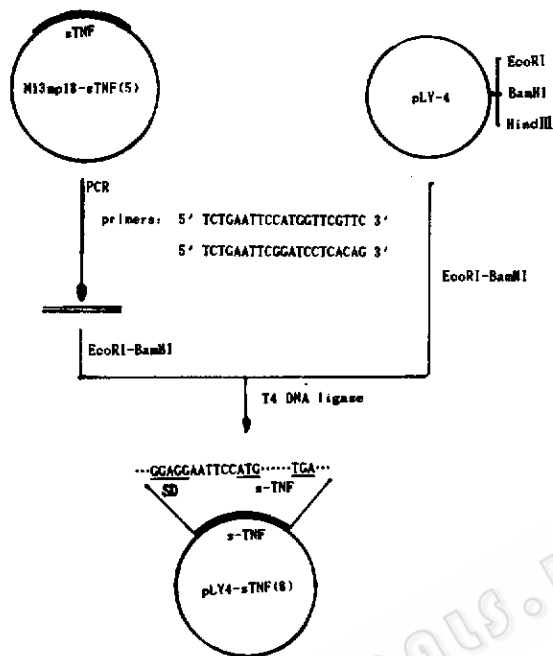 sTNF
M13mp18-sTNF(5)
pLY-4
EcoRI
BamHI
HindIII
PCR
primers: 5' TCTGAATTCCATGGTTCGTTC 3'
5' TCTGAATTCGGATCCTCACAG 3'
EcoRI-BamHI
EcoRI-BamHI
T4 DNA ligase
···GGAGGAATTCCATG······TGA···
SD
s-TNF
s-TNF
pLY4-sTNF(8)